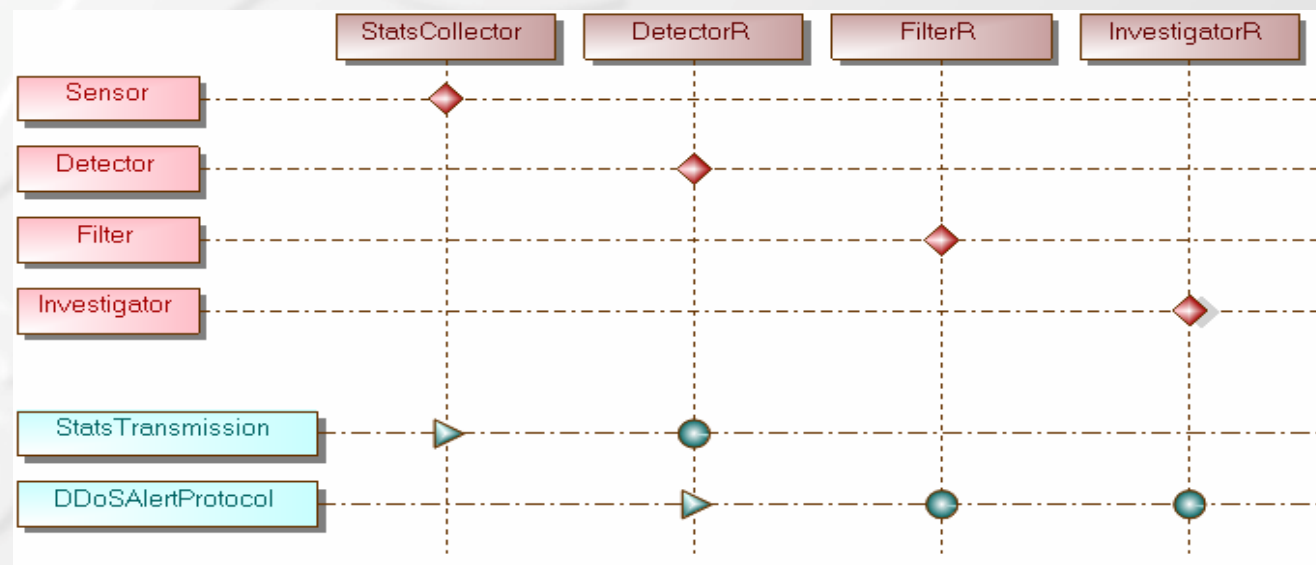 StatsCollector
DetectorR
FilterR
InvestigatorR
Sensor
Detector
Filter
Investigator
StatsTransmission
DDoSAlertProtocol